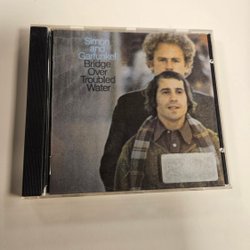 Simon
and
Garfunkel
Bridge
Over
Troubled
Water